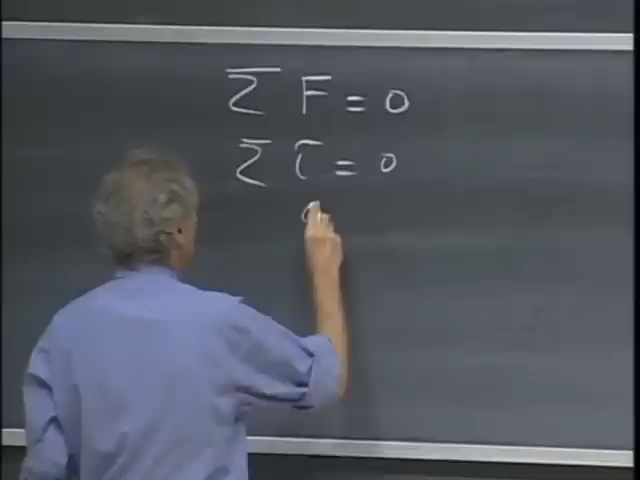 Σ F = 0
Σ τ = 0